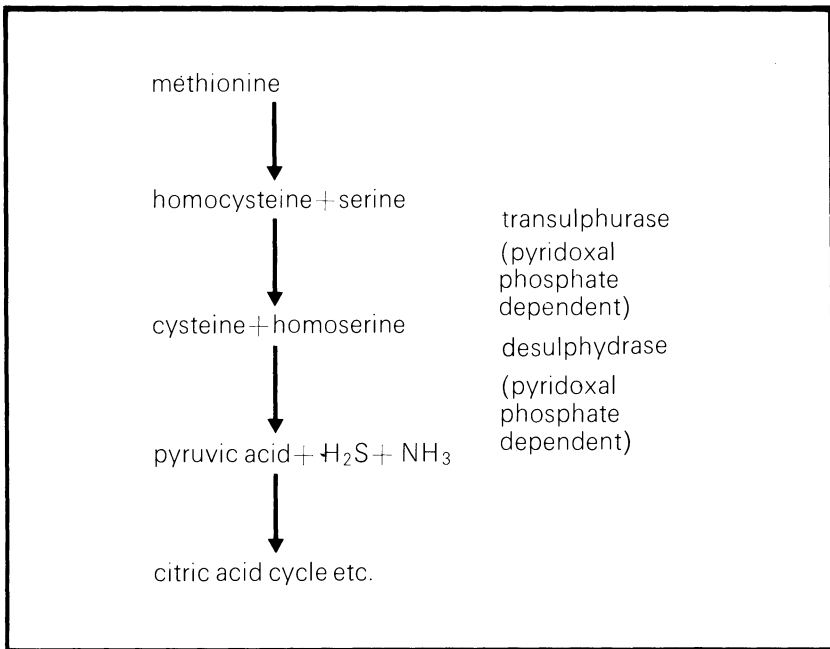 methionine
homocysteine + serine
transulphurase
(pyridoxal
phosphate
dependent)
cysteine + homoserine
desulphydrase
(pyridoxal
phosphate
dependent)
pyruvic acid + H₂S + NH₃
citric acid cycle etc.